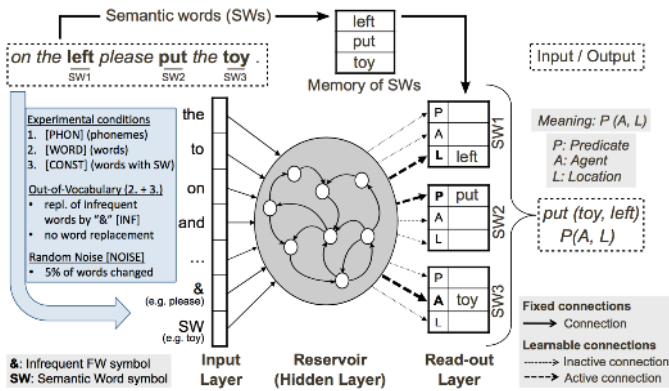 Semantic words (SWs)
left
put
toy
Memory of SWs
on the left please put the toy .
SW1 SW2 SW3
Input / Output
Experimental conditions
1. [PHON] (phonemes)
2. [WORD] (words)
3. [CONST] (words with SW)
Out-of-Vocabulary (2. + 3.)
• repl. of infrequent
words by "&" [INF]
• no word replacement
Random Noise [NOISE]
• 5% of words changed
the
to
on
and
...
&
(e.g. please)
SW
(e.g. toy)
P
A
L left
SW1
P put
A
L
SW2
P
A toy
L
SW3
Meaning: P (A, L)
P: Predicate
A: Agent
L: Location
put (toy, left)
P(A, L)
Fixed connections
Connection
Learnable connections
Inactive connection
Active connection
&: Infrequent FW symbol
SW: Semantic Word symbol
Input
Layer
Reservoir
(Hidden Layer)
Read-out
Layer